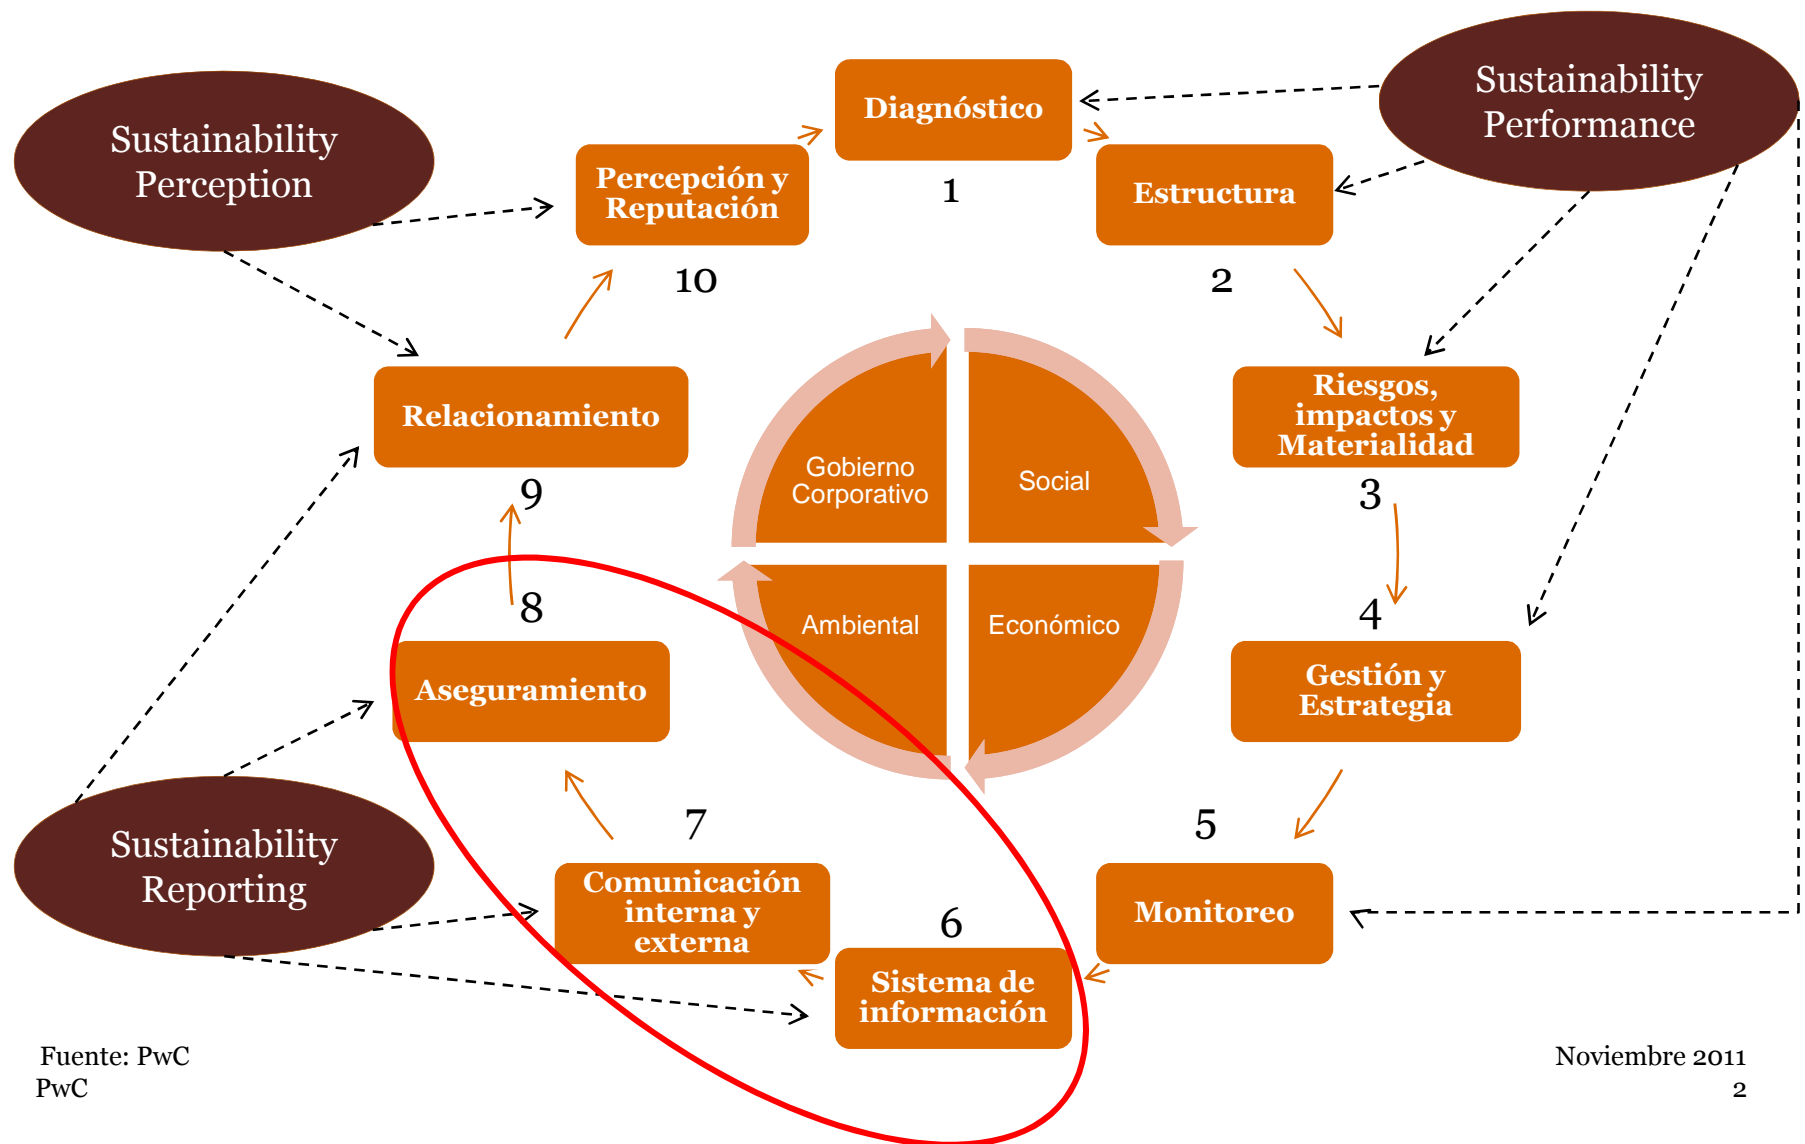 Sustainability
Perception
Diagnóstico
1
Sustainability
Performance
Percepción y
Reputación
10
Estructura
2
Relacionamiento
9
Riesgos,
impactos y
Materialidad
3
Gobierno
Corporativo
Social
Ambiental
Económico
8
Aseguramiento
4
Gestión y
Estrategia
Sustainability
Reporting
7
Comunicación
interna y
externa
6
Sistema de
información
5
Monitoreo
Fuente: PwC
PwC
Noviembre 2011
2